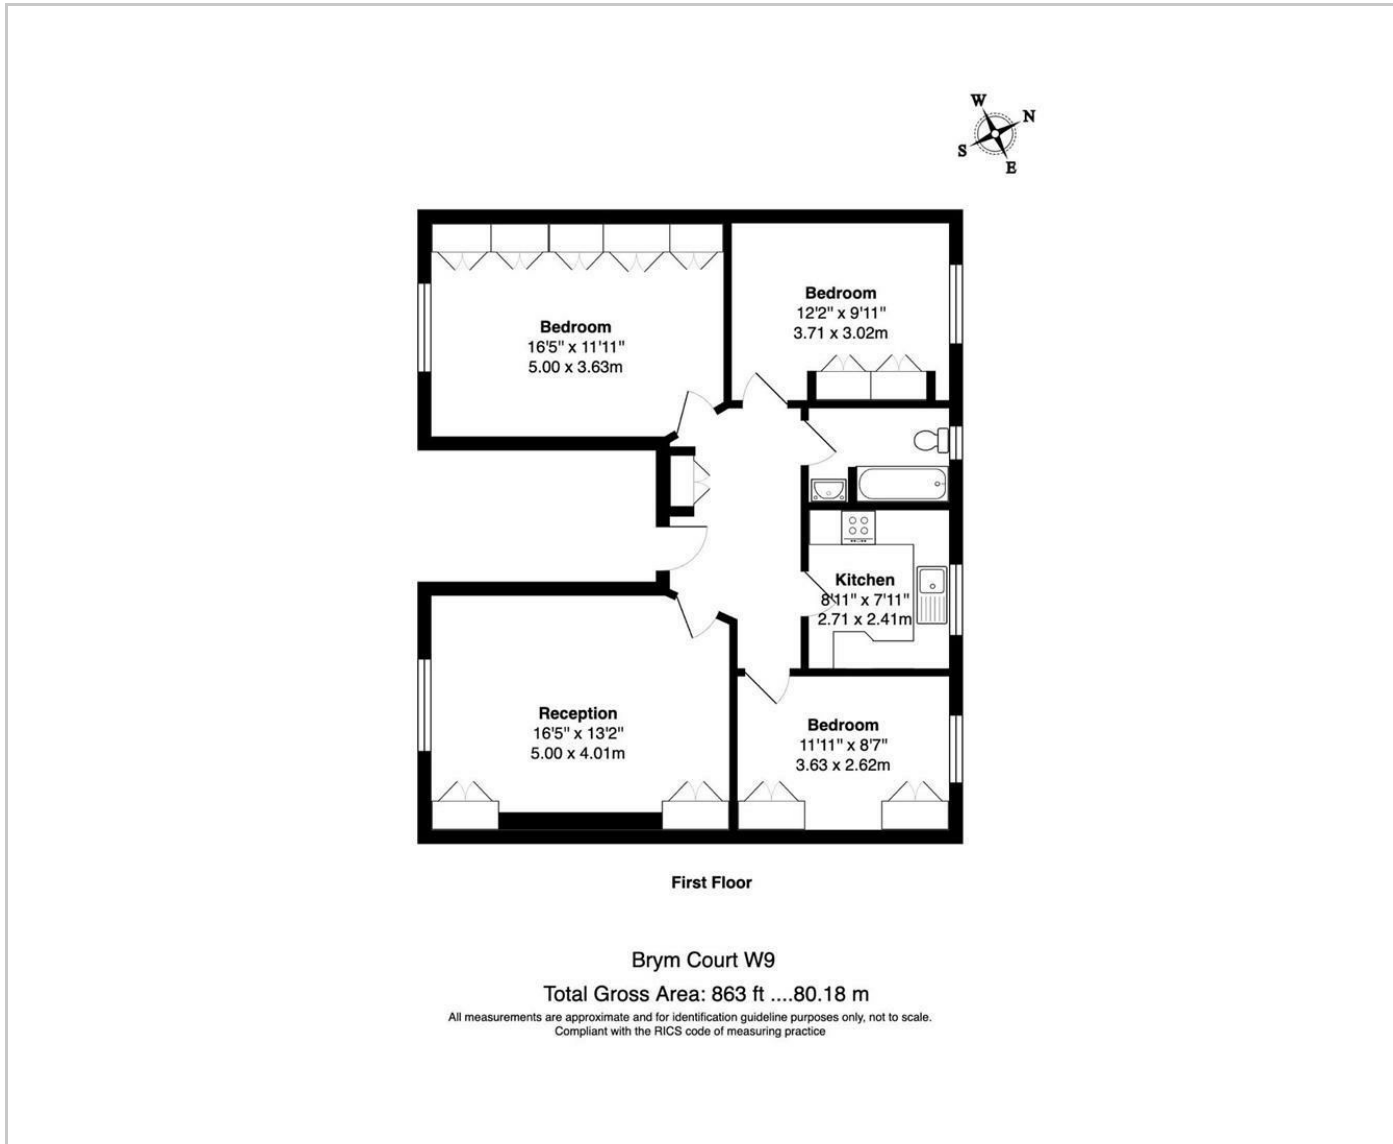 W
N
S
E
Bedroom
12'2" x 9'11"
3.71 x 3.02m
Bedroom
16'5" x 11'11"
5.00 x 3.63m
Kitchen
8'11" x 7'11"
2.71 x 2.41m
Reception
16'5" x 13'2"
5.00 x 4.01m
Bedroom
11'11" x 8'7"
3.63 x 2.62m
First Floor
Brym Court W9
Total Gross Area: 863 ft ....80.18 m
All measurements are approximate and for identification guideline purposes only, not to scale.
Compliant with the RICS code of measuring practice